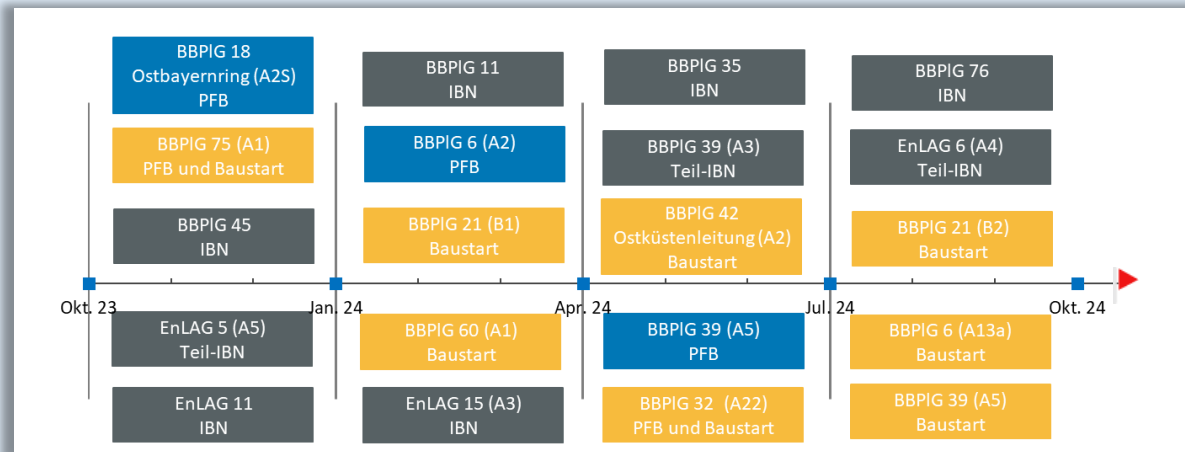 BBPlG 18
Ostbayernring (A2S)
PFB
BBPlG 75 (A1)
PFB und Baustart
BBPlG 45
IBN
BBPlG 11
IBN
BBPlG 6 (A2)
PFB
BBPlG 21 (B1)
Baustart
BBPlG 35
IBN
BBPlG 39 (A3)
Teil-IBN
BBPlG 42
Ostküstenleitung (A2)
Baustart
BBPlG 76
IBN
EnLAG 6 (A4)
Teil-IBN
BBPlG 21 (B2)
Baustart
Okt. 23
Jan. 24
Apr. 24
Jul. 24
Okt. 24
EnLAG 5 (A5)
Teil-IBN
EnLAG 11
IBN
BBPlG 60 (A1)
Baustart
EnLAG 15 (A3)
IBN
BBPlG 39 (A5)
PFB
BBPlG 32 (A22)
PFB und Baustart
BBPlG 6 (A13a)
Baustart
BBPlG 39 (A5)
Baustart